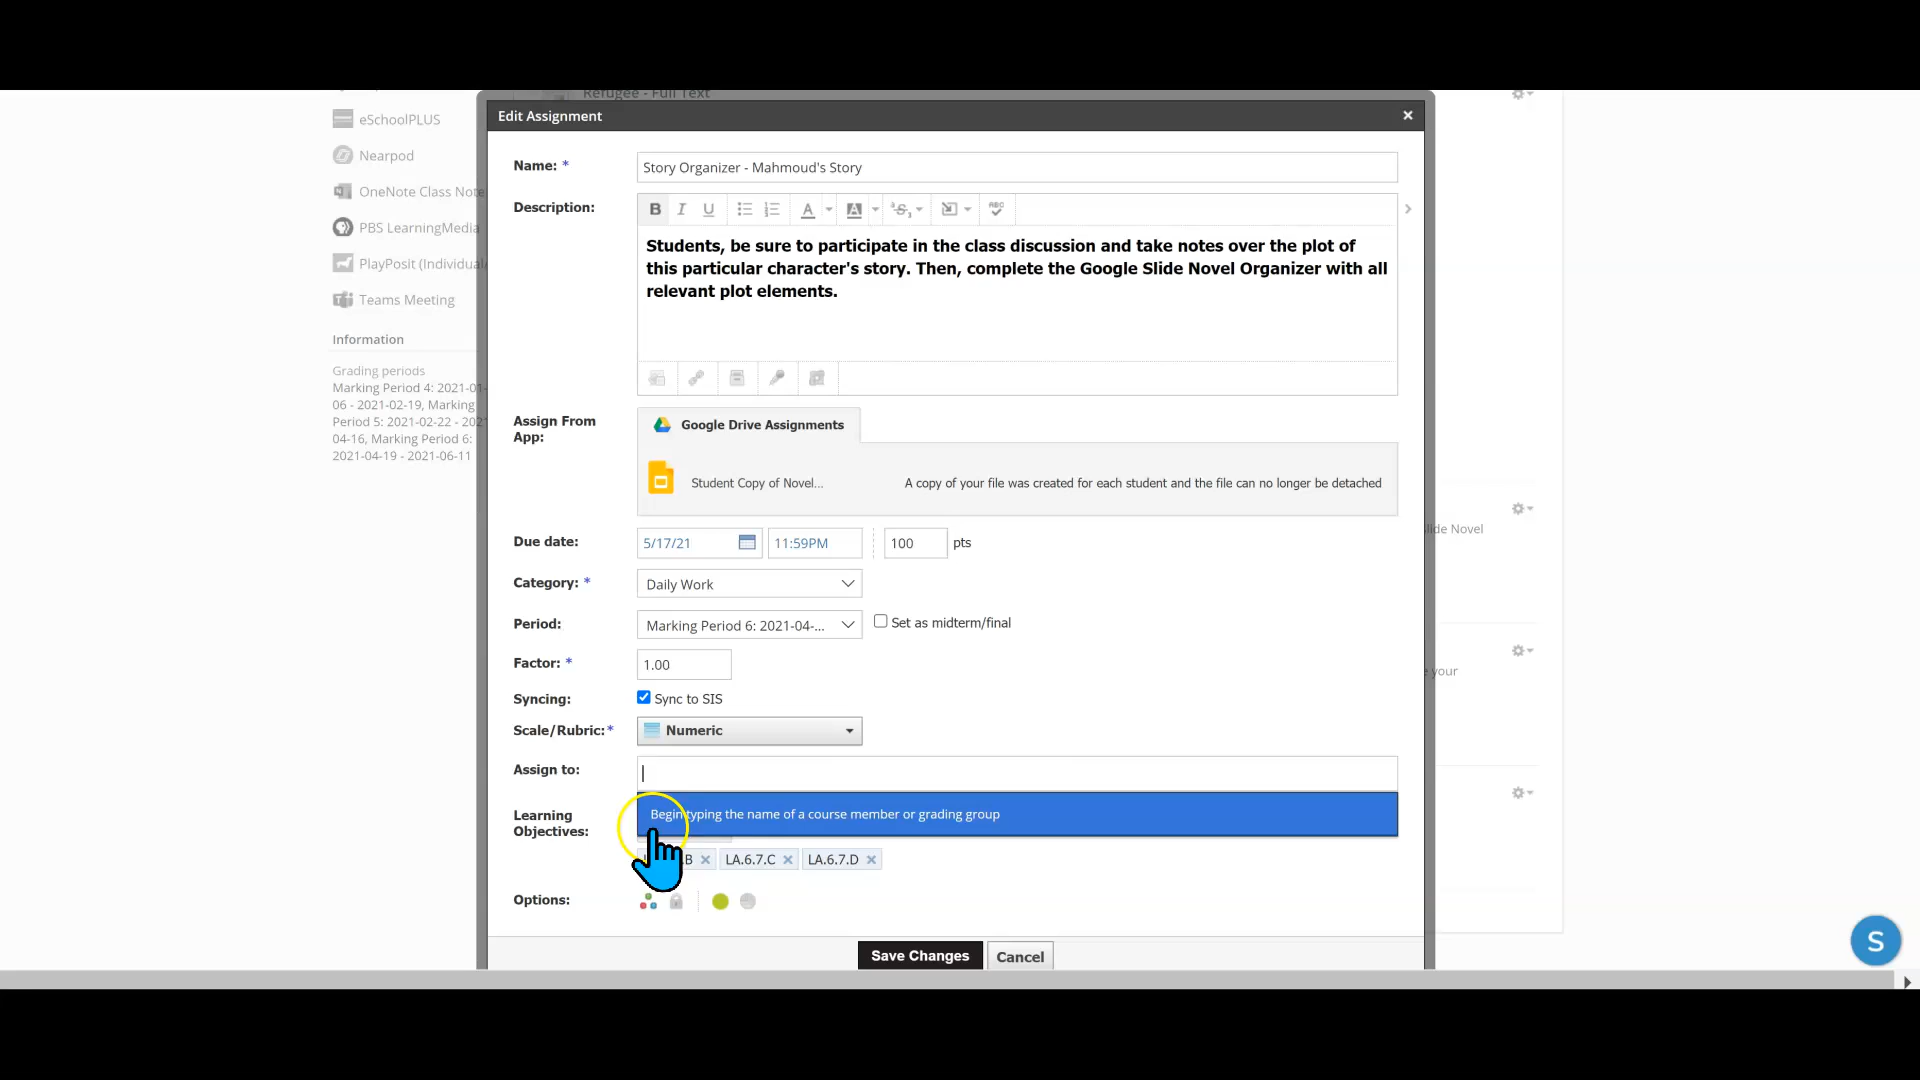 Refugee - Full Text
Edit Assignment
eSchoolPLUS
Nearpod
OneNote Class Note
PBS LearningMedia
PlayPosit (Individual
Teams Meeting
Information
Grading periods
Marking Period 4: 2021-01-
06 - 2021-02-19, Marking
Period 5: 2021-02-22 - 2021
04-16, Marking Period 6:
2021-04-19 - 2021-06-11
Name: *
Story Organizer - Mahmoud's Story
Description:
B I U A A S ABC
Students, be sure to participate in the class discussion and take notes over the plot of
this particular character's story. Then, complete the Google Slide Novel Organizer with all
relevant plot elements.
Assign From
App:
Google Drive Assignments
Student Copy of Novel...
A copy of your file was created for each student and the file can no longer be detached
Due date:
5/17/21
11:59PM
100
pts
Category: *
Daily Work
Period:
Marking Period 6: 2021-04-...
Set as midterm/final
Factor: *
1.00
Syncing:
Sync to SIS
Scale/Rubric: *
Numeric
Assign to:
Begin typing the name of a course member or grading group
Learning
Objectives:
B
LA.6.7.C
LA.6.7.D
Options:
Save Changes
Cancel
lide Novel
your
S